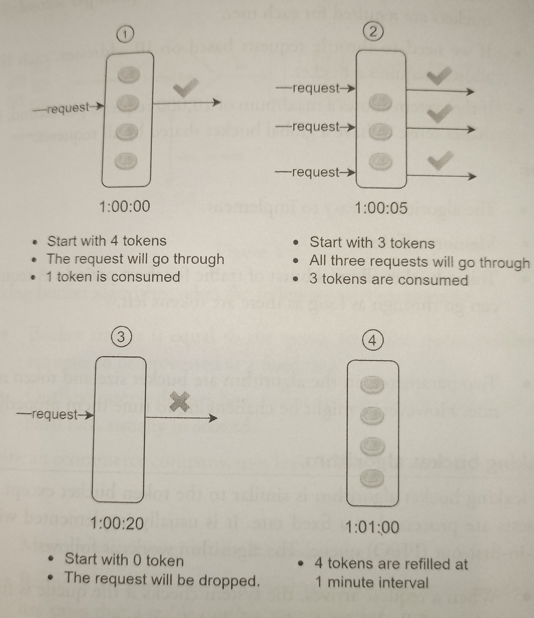 1
request
1:00:00
• Start with 4 tokens
• The request will go through
• 1 token is consumed
2
request
request
request
1:00:05
• Start with 3 tokens
• All three requests will go through
• 3 tokens are consumed
3
request
1:00:20
• Start with 0 token
• The request will be dropped.
4
1:01:00
• 4 tokens are refilled at
1 minute interval